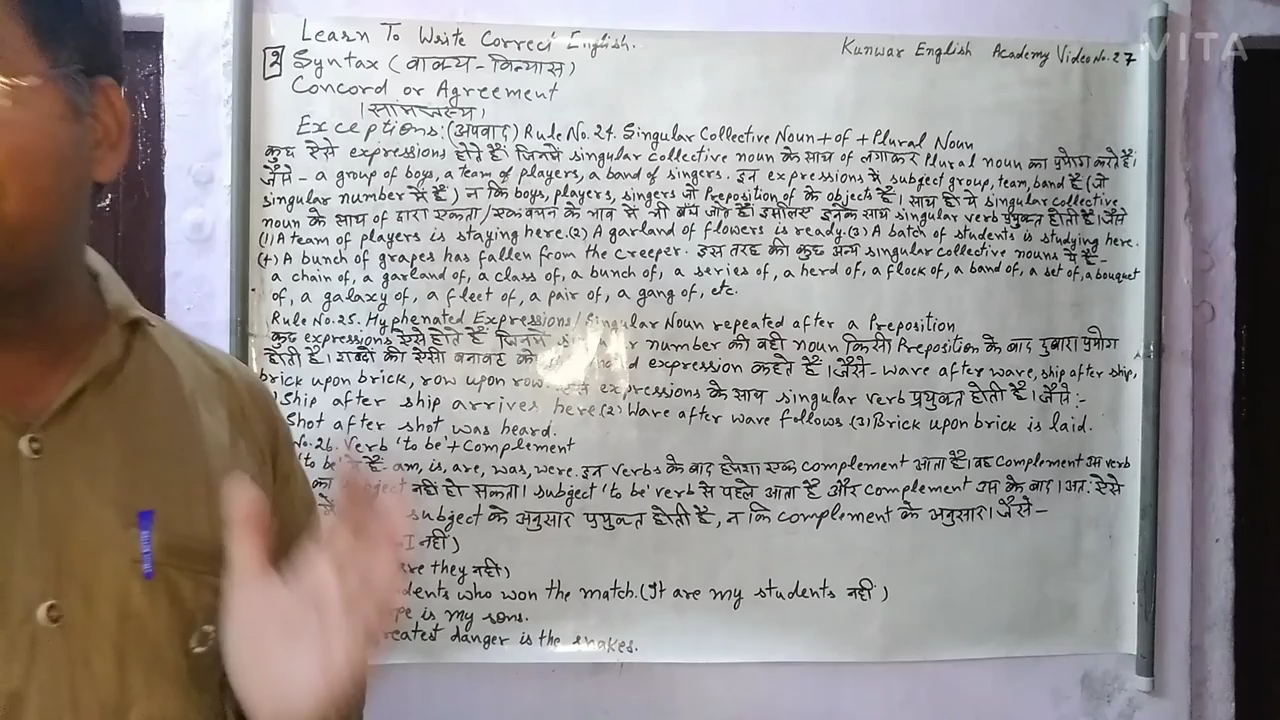 Learn To Write Correct English.
Kunwar English Academy Video No. 27
VITA
2 Syntax (वाक्य-विन्यास)
Concord or Agreement
(सामंजस्य)
Exceptions: (अपवाद) Rule No. 24. Singular Collective Noun + of + Plural Noun
कुछ ऐसे expressions होते हैं जिनमें singular collective noun के साथ of लगाकर Plural noun का प्रयोग करते हैं।
जैसे - a group of boys, a team of players, a band of singers. इन expressions में subject group, team, band हैं (जो
singular number में हैं) न कि boys, players, singers जो Preposition of के objects हैं। साथ ही ये singular collective
noun के साथ of द्वारा एकता/एकवचन के भाव में भी बंध जाते हैं। इसलिए इनके साथ singular verb प्रयुक्त होती है। जैसे
(1) A team of players is staying here. (2) A garland of flowers is ready. (3) A batch of students is studying here.
(4) A bunch of grapes has fallen from the creeper. इस तरह की कुछ अन्य singular collective nouns ये हैं-
a chain of, a garland of, a class of, a bunch of, a series of, a herd of, a flock of, a band of, a set of, a bouquet
of, a galaxy of, a fleet of, a pair of, a gang of, etc.
Rule No. 25. Hyphenated Expressions/Singular Noun repeated after a Preposition
कुछ expressions ऐसे होते हैं जिनमें number की वही noun किसी Preposition के बाद दुबारा प्रयोग
होती है। शब्दों की ऐसी बनावट को expression कहते हैं। जैसे - wave after wave, ship after ship,
brick upon brick, row upon row. expressions के साथ singular verb प्रयुक्त होती है। जैसे :-
Ship after ship arrives here. (2) Wave after wave follows. (3) Brick upon brick is laid.
Shot after shot was heard.
No. 26. Verb 'to be' + Complement
'to be' ये हैं- am, is, are, was, were. इन verbs के बाद हमेशा एक complement आता है। वह complement उस verb
का subject नहीं हो सकता। subject 'to be' verb से पहले आता है और complement उस के बाद। अतः ऐसे
subject के अनुसार प्रयुक्त होती है, न कि complement के अनुसार। जैसे -
I नहीं)
are they नहीं)
who won the match. (It are my students नहीं)
is my sons.
danger is the snakes.